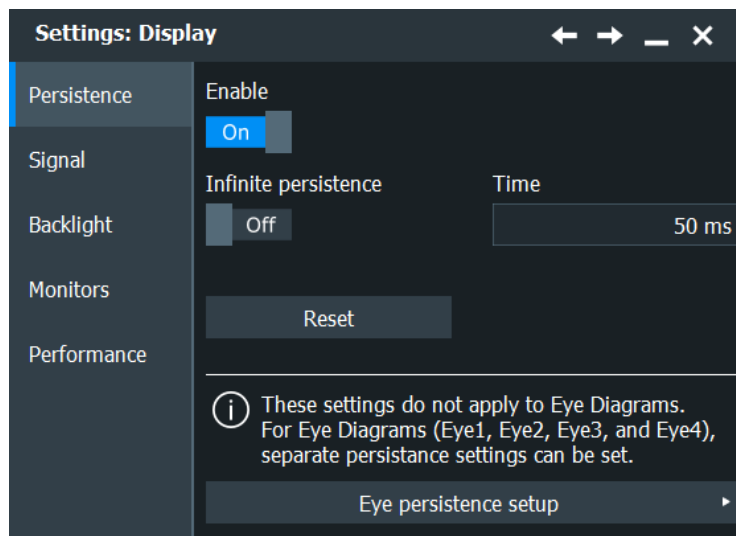 Settings: Display
Persistence
Signal
Backlight
Monitors
Performance
Enable
On
Infinite persistence
Time
Off
50 ms
Reset
These settings do not apply to Eye Diagrams.
For Eye Diagrams (Eye1, Eye2, Eye3, and Eye4),
separate persistance settings can be set.
Eye persistence setup